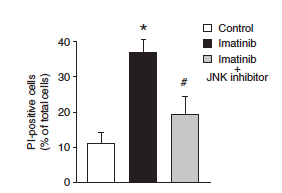 Control
Imatinib
Imatinib
+
JNK inhibitor
PI-positive cells
(% of total cells)
40
30
20
10
0
*
#